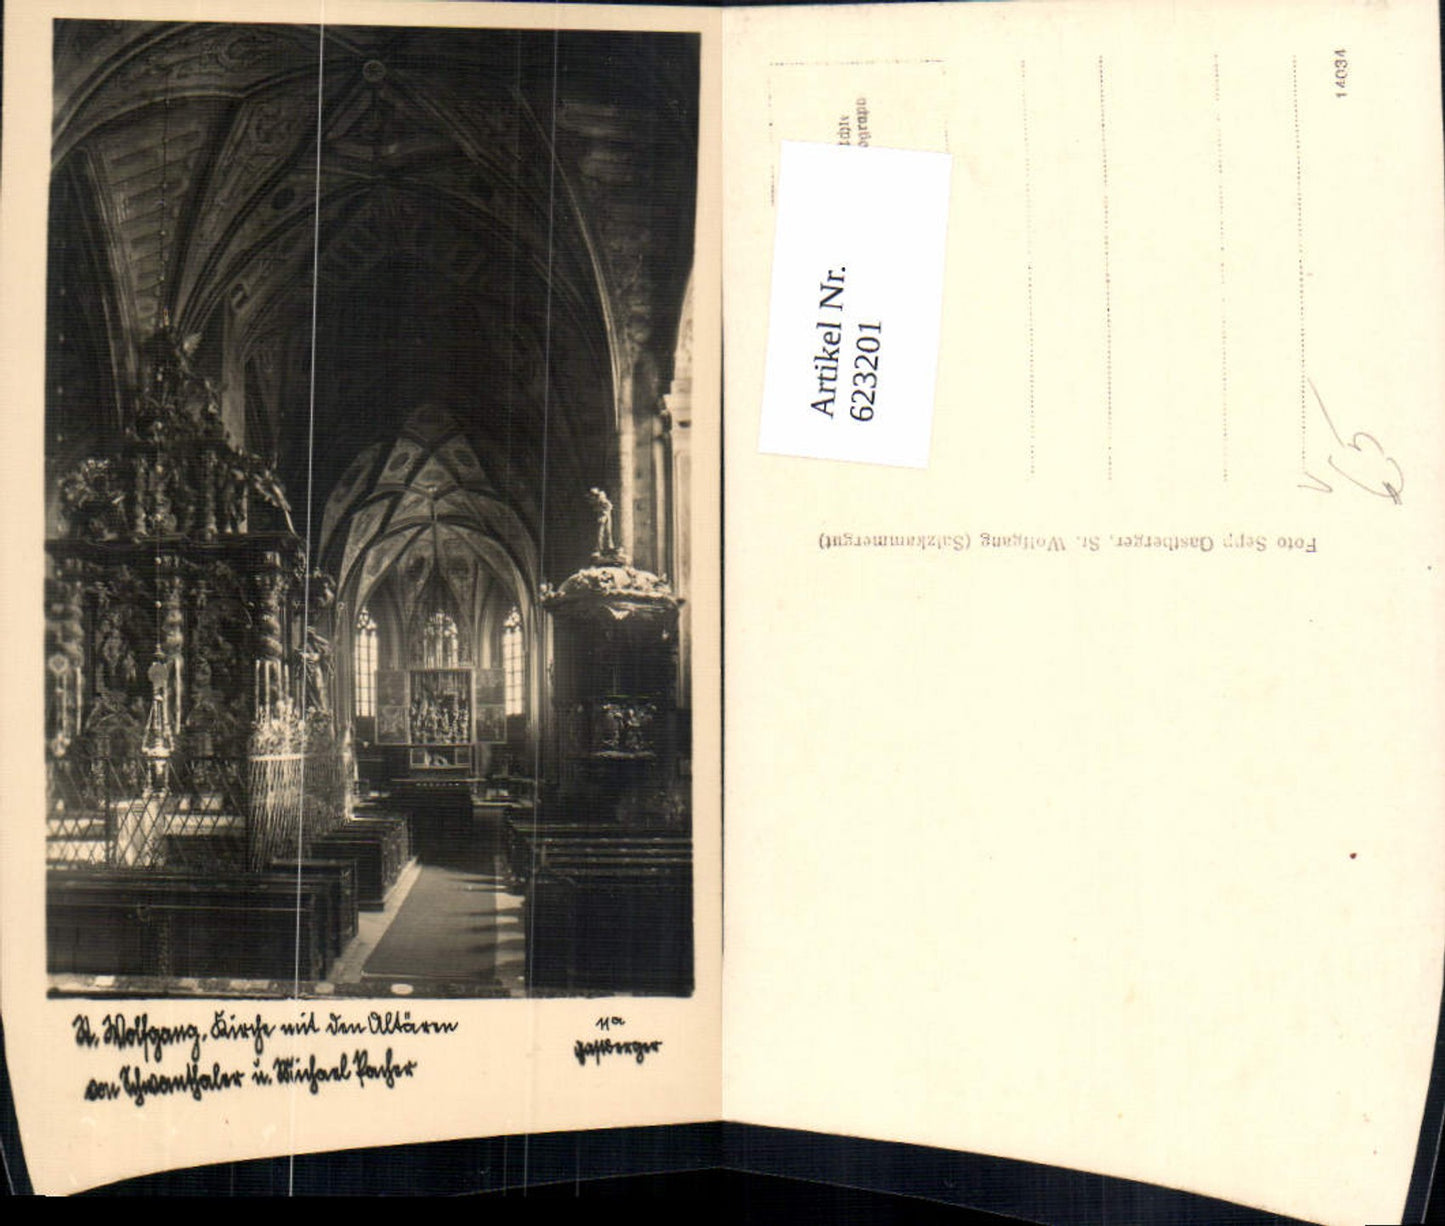 St. Wolfgang. Kirche mit den Altären
von Schwanthaler u. Michael Pacher
11a
Gastberger
14034
Artikel Nr.
623201
Foto Sepp Gastberger, St. Wolfgang (Salzkammergut)